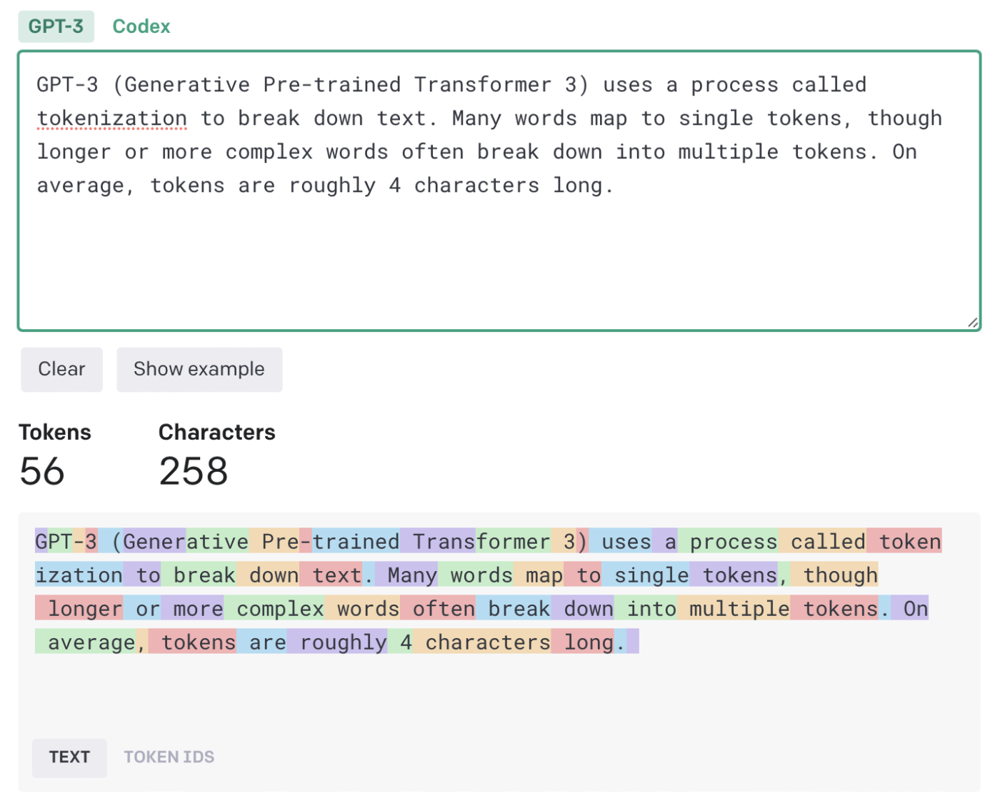 GPT-3 Codex
GPT-3 (Generative Pre-trained Transformer 3) uses a process called
tokenization to break down text. Many words map to single tokens, though
longer or more complex words often break down into multiple tokens. On
average, tokens are roughly 4 characters long.
Clear Show example
Tokens Characters
56 258
GPT-3 (Generative Pre-trained Transformer 3) uses a process called token
ization to break down text. Many words map to single tokens, though
longer or more complex words often break down into multiple tokens. On
average, tokens are roughly 4 characters long.
TEXT TOKEN IDS